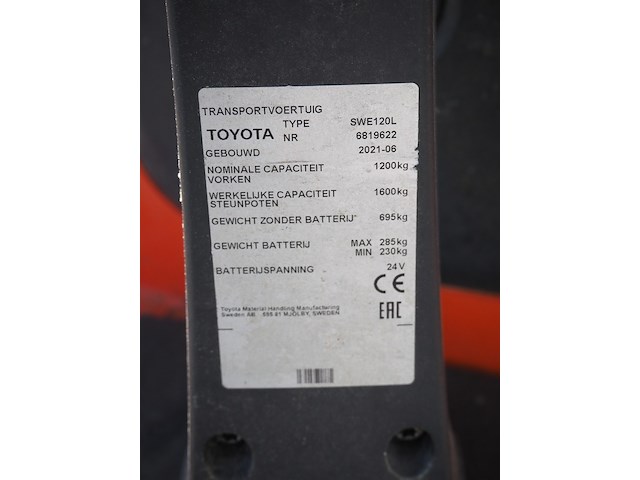 TRANSPORTVOERTUIG
TOYOTA TYPE SWE120L
NR 6819622
GEBOUWD 2021-06
NOMINALE CAPACITEIT VORKEN 1200kg
WERKELIJKE CAPACITEIT STEUNPOTEN 1600kg
GEWICHT ZONDER BATTERIJ 695kg
GEWICHT BATTERIJ MAX 285kg
MIN 230kg
BATTERIJSPANNING 24V
CE
Toyota Material Handling Manufacturing
Sweden AB. 595 81 MJÖLBY, SWEDEN
EAC